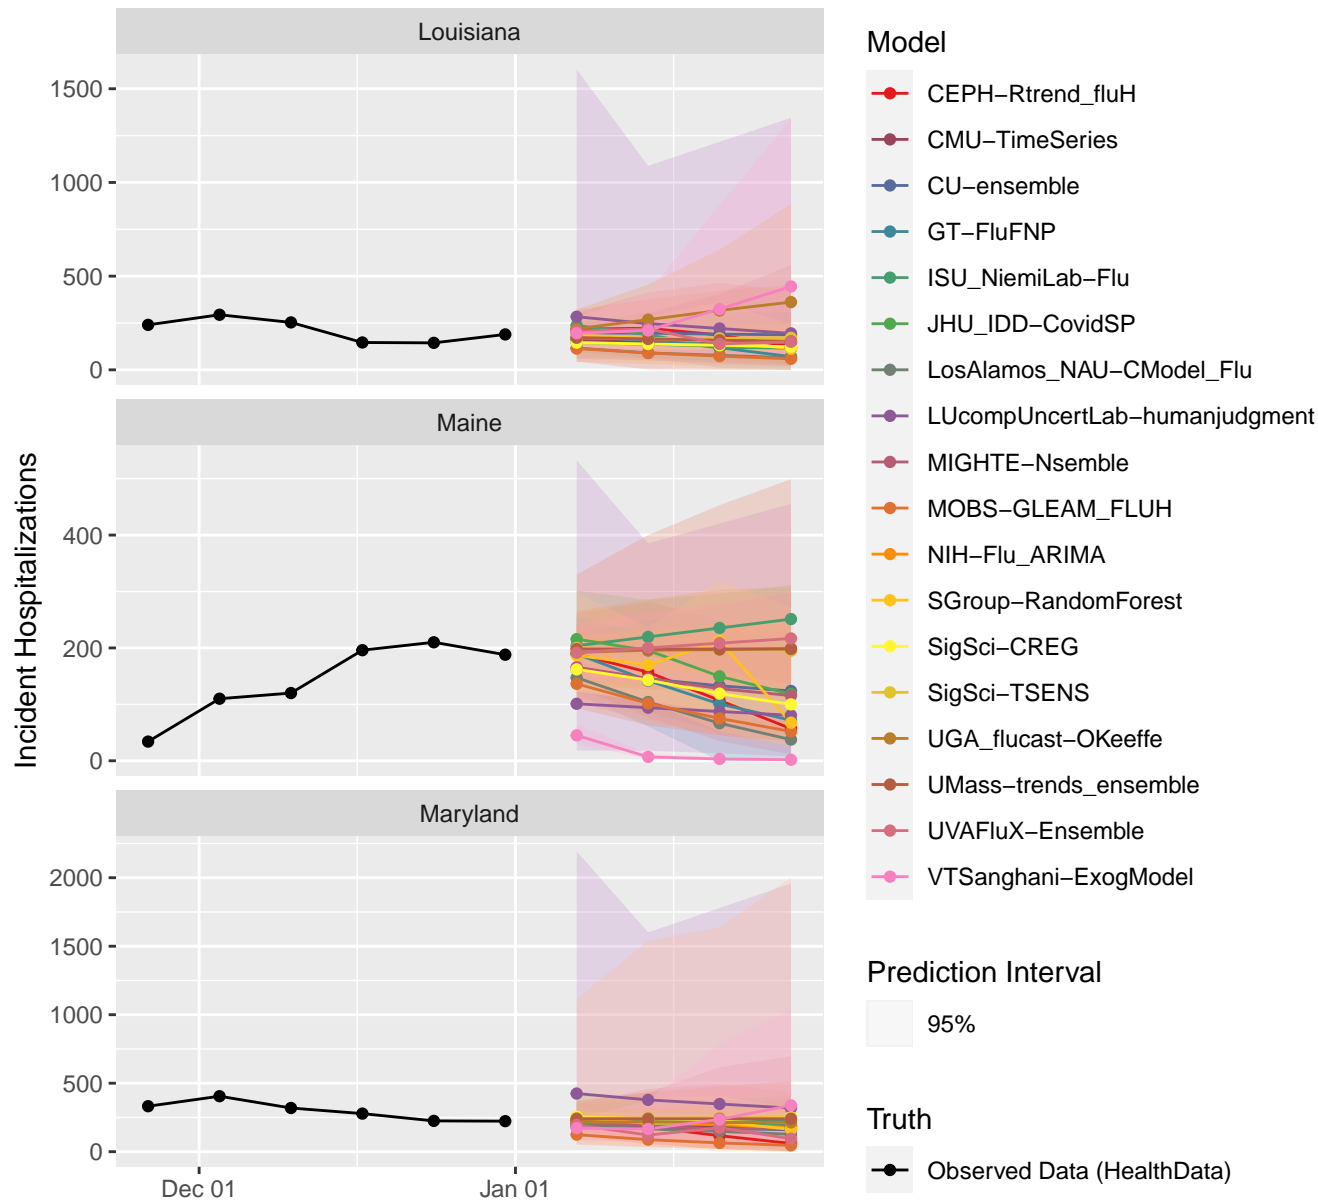 Louisiana
1500
1000
500
0
Maine
400
200
0
Incident Hospitalizations
Maryland
2000
1500
1000
500
0
Dec 01
Jan 01
Model
CEPH−Rtrend_fluH
CMU−TimeSeries
CU−ensemble
GT−FluFNP
ISU_NiemiLab−Flu
JHU_IDD−CovidSP
LosAlamos_NAU−CModel_Flu
LUcompUncertLab−humanjudgment
MIGHTE−Nsemble
MOBS−GLEAM_FLUH
NIH−Flu_ARIMA
SGroup−RandomForest
SigSci−CREG
SigSci−TSENS
UGA_flucast−OKeeffe
UMass−trends_ensemble
UVAFluX−Ensemble
VTSanghani−ExogModel
Prediction Interval
95%
Truth
Observed Data (HealthData)